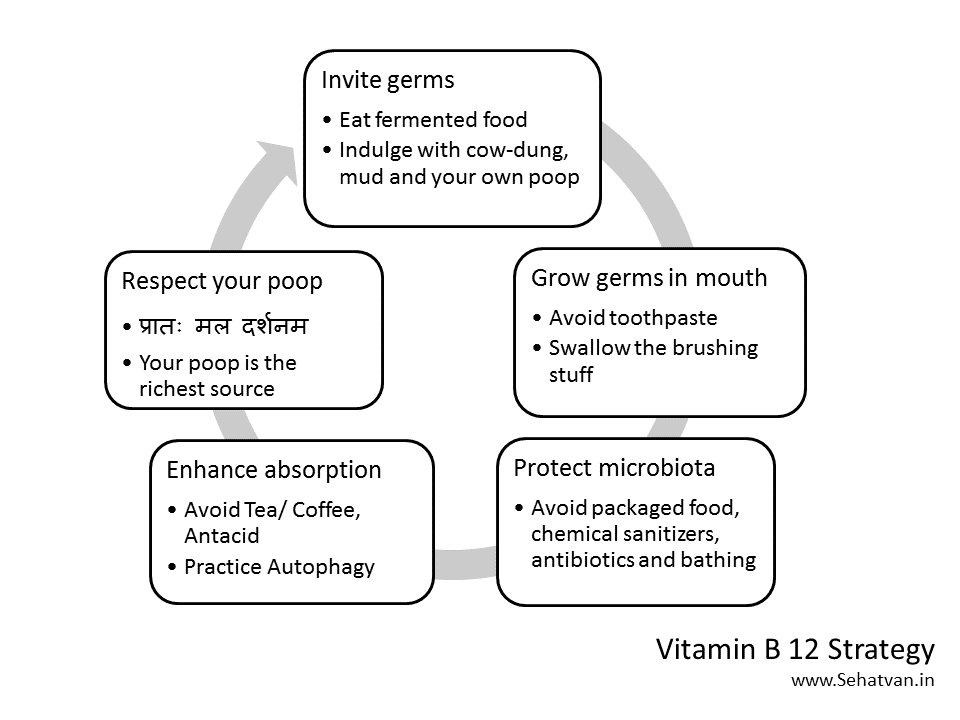 Invite germs
• Eat fermented food
• Indulge with cow-dung,
mud and your own poop
Grow germs in mouth
• Avoid toothpaste
• Swallow the brushing
stuff
Protect microbiota
• Avoid packaged food,
chemical sanitizers,
antibiotics and bathing
Enhance absorption
• Avoid Tea/ Coffee,
Antacid
• Practice Autophagy
Respect your poop
• प्रातः मल दर्शनम
• Your poop is the
richest source
Vitamin B 12 Strategy
www.Sehatvan.in